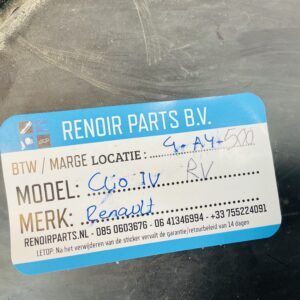 RENOIR PARTS B.V.
BTW / MARGE LOCATIE : G. A4. 500
MODEL: Clio IV RV
MERK: Renault
RENOIRPARTS.NL - 085 0603676 - 06 41346994 - +33 755224091
LETOP: Na het verwijderen van de sticker vervalt de garantie/retourbeleid van 14 dagen